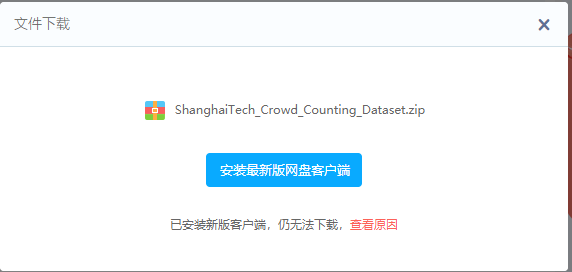 文件下载
ShanghaiTech_Crowd_Counting_Dataset.zip
安装最新版网盘客户端
已安装新版客户端，仍无法下载，查看原因